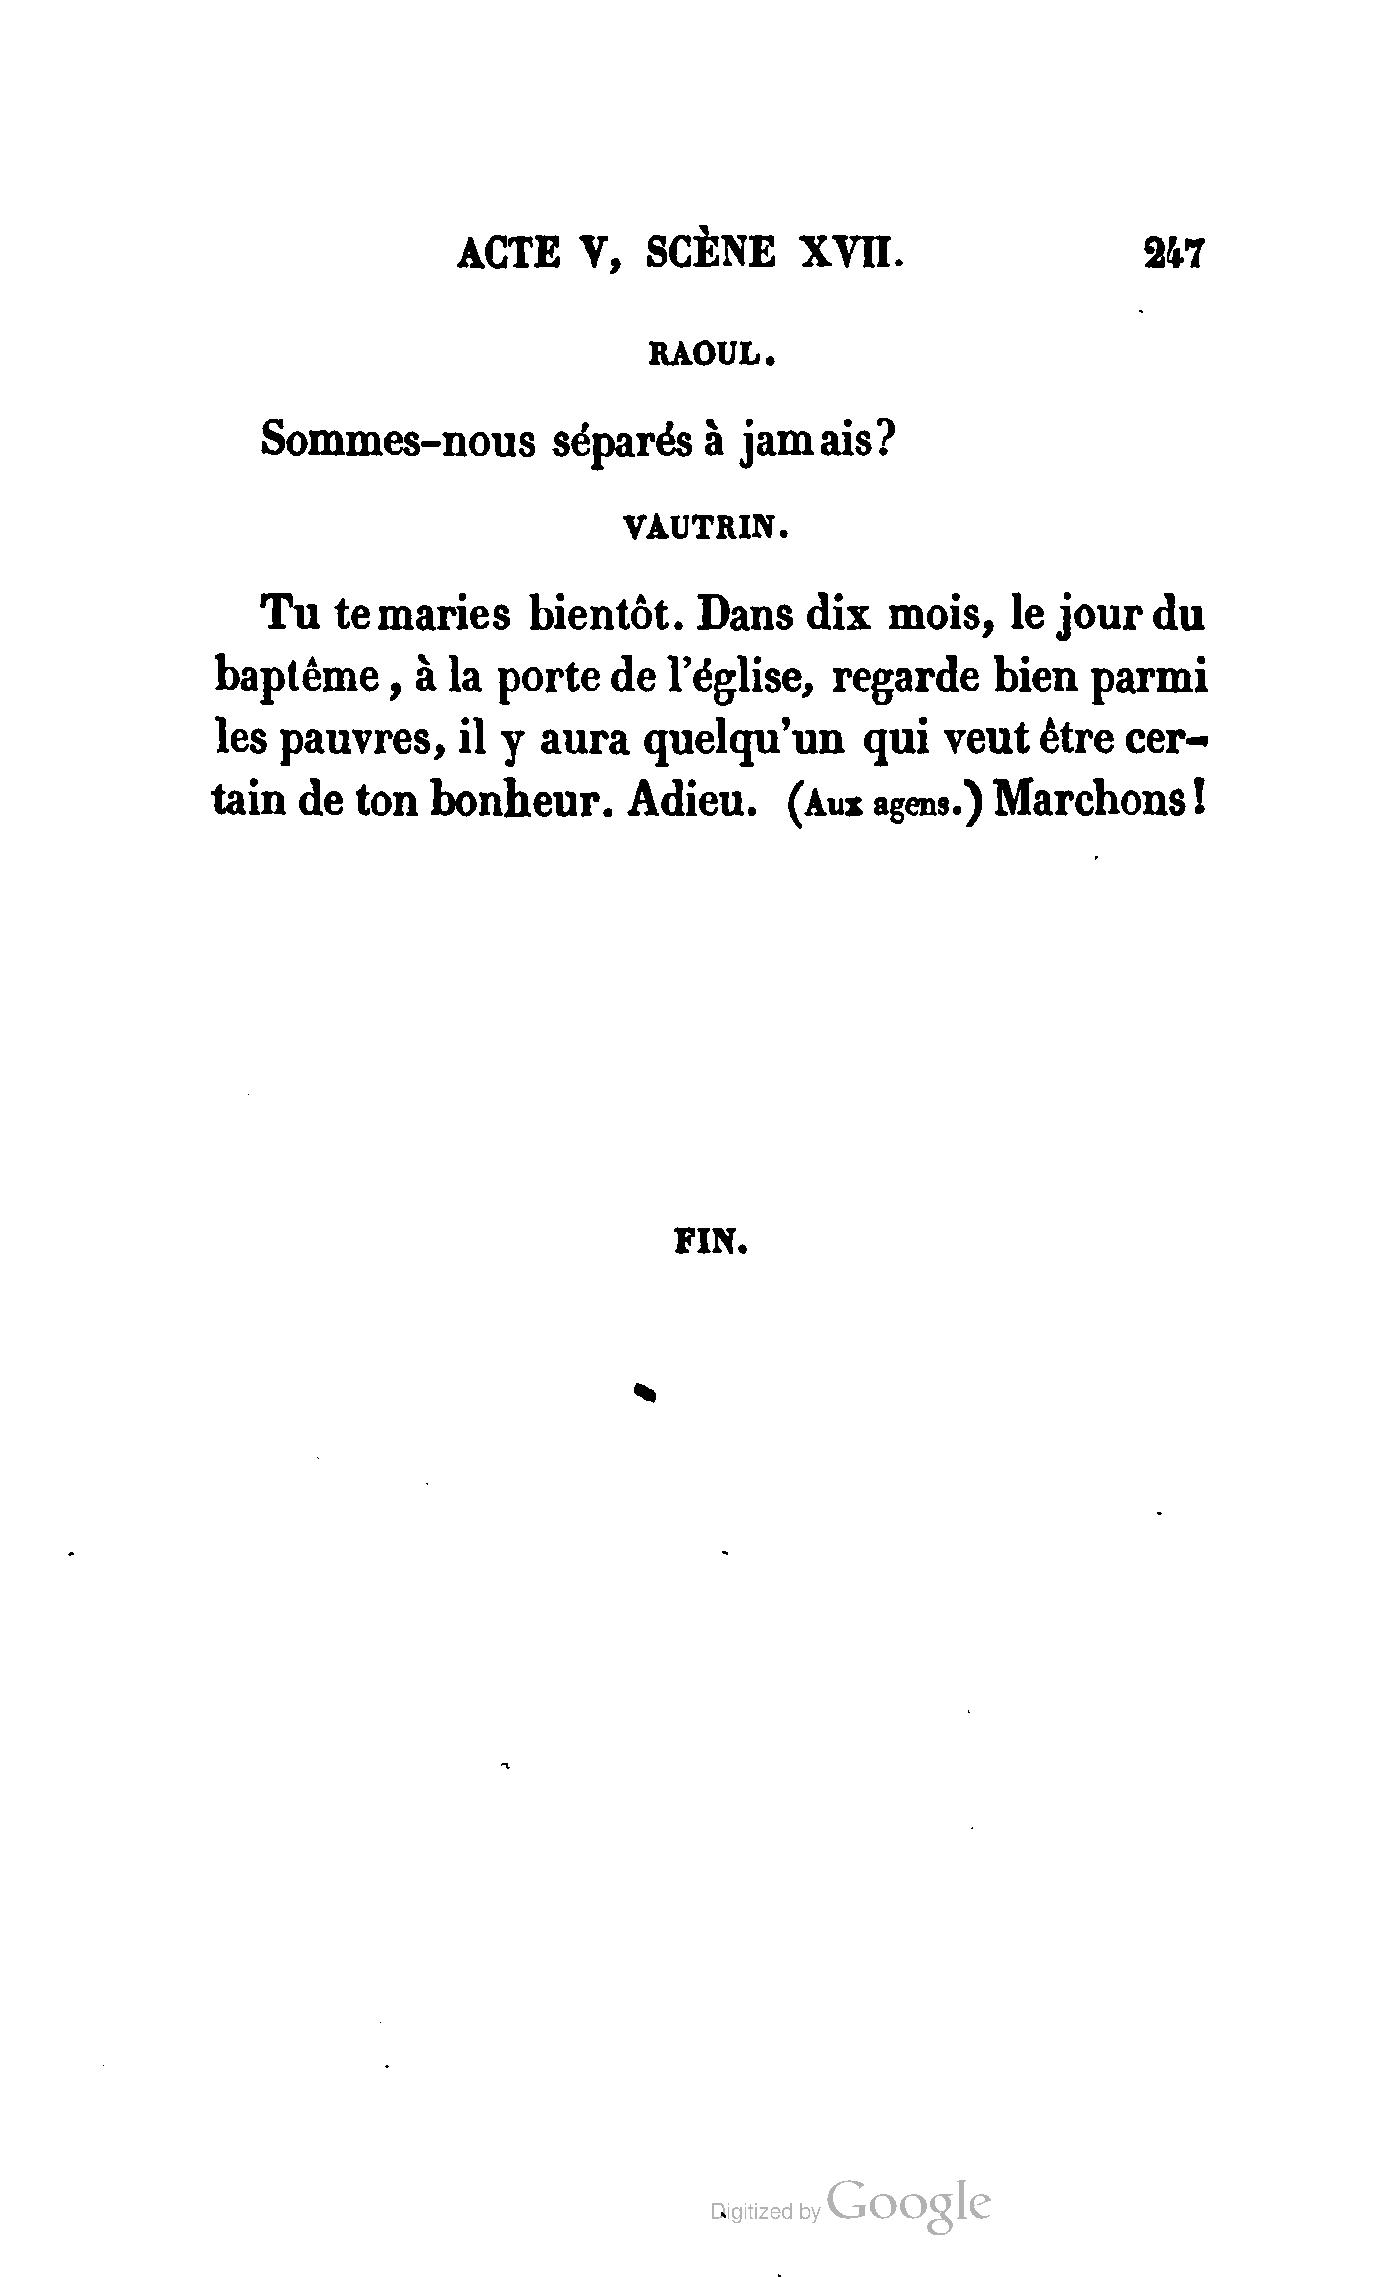 ACTE V, SCÈNE XVII. 247
RAOUL.
Sommes-nous séparés à jamais?
VAUTRIN.
Tu te maries bientôt. Dans dix mois, le jour du
baptême, à la porte de l'église, regarde bien parmi
les pauvres, il y aura quelqu'un qui veut être cer-
tain de ton bonheur. Adieu. (Aux agens.) Marchons!
FIN.
Digitized by Google